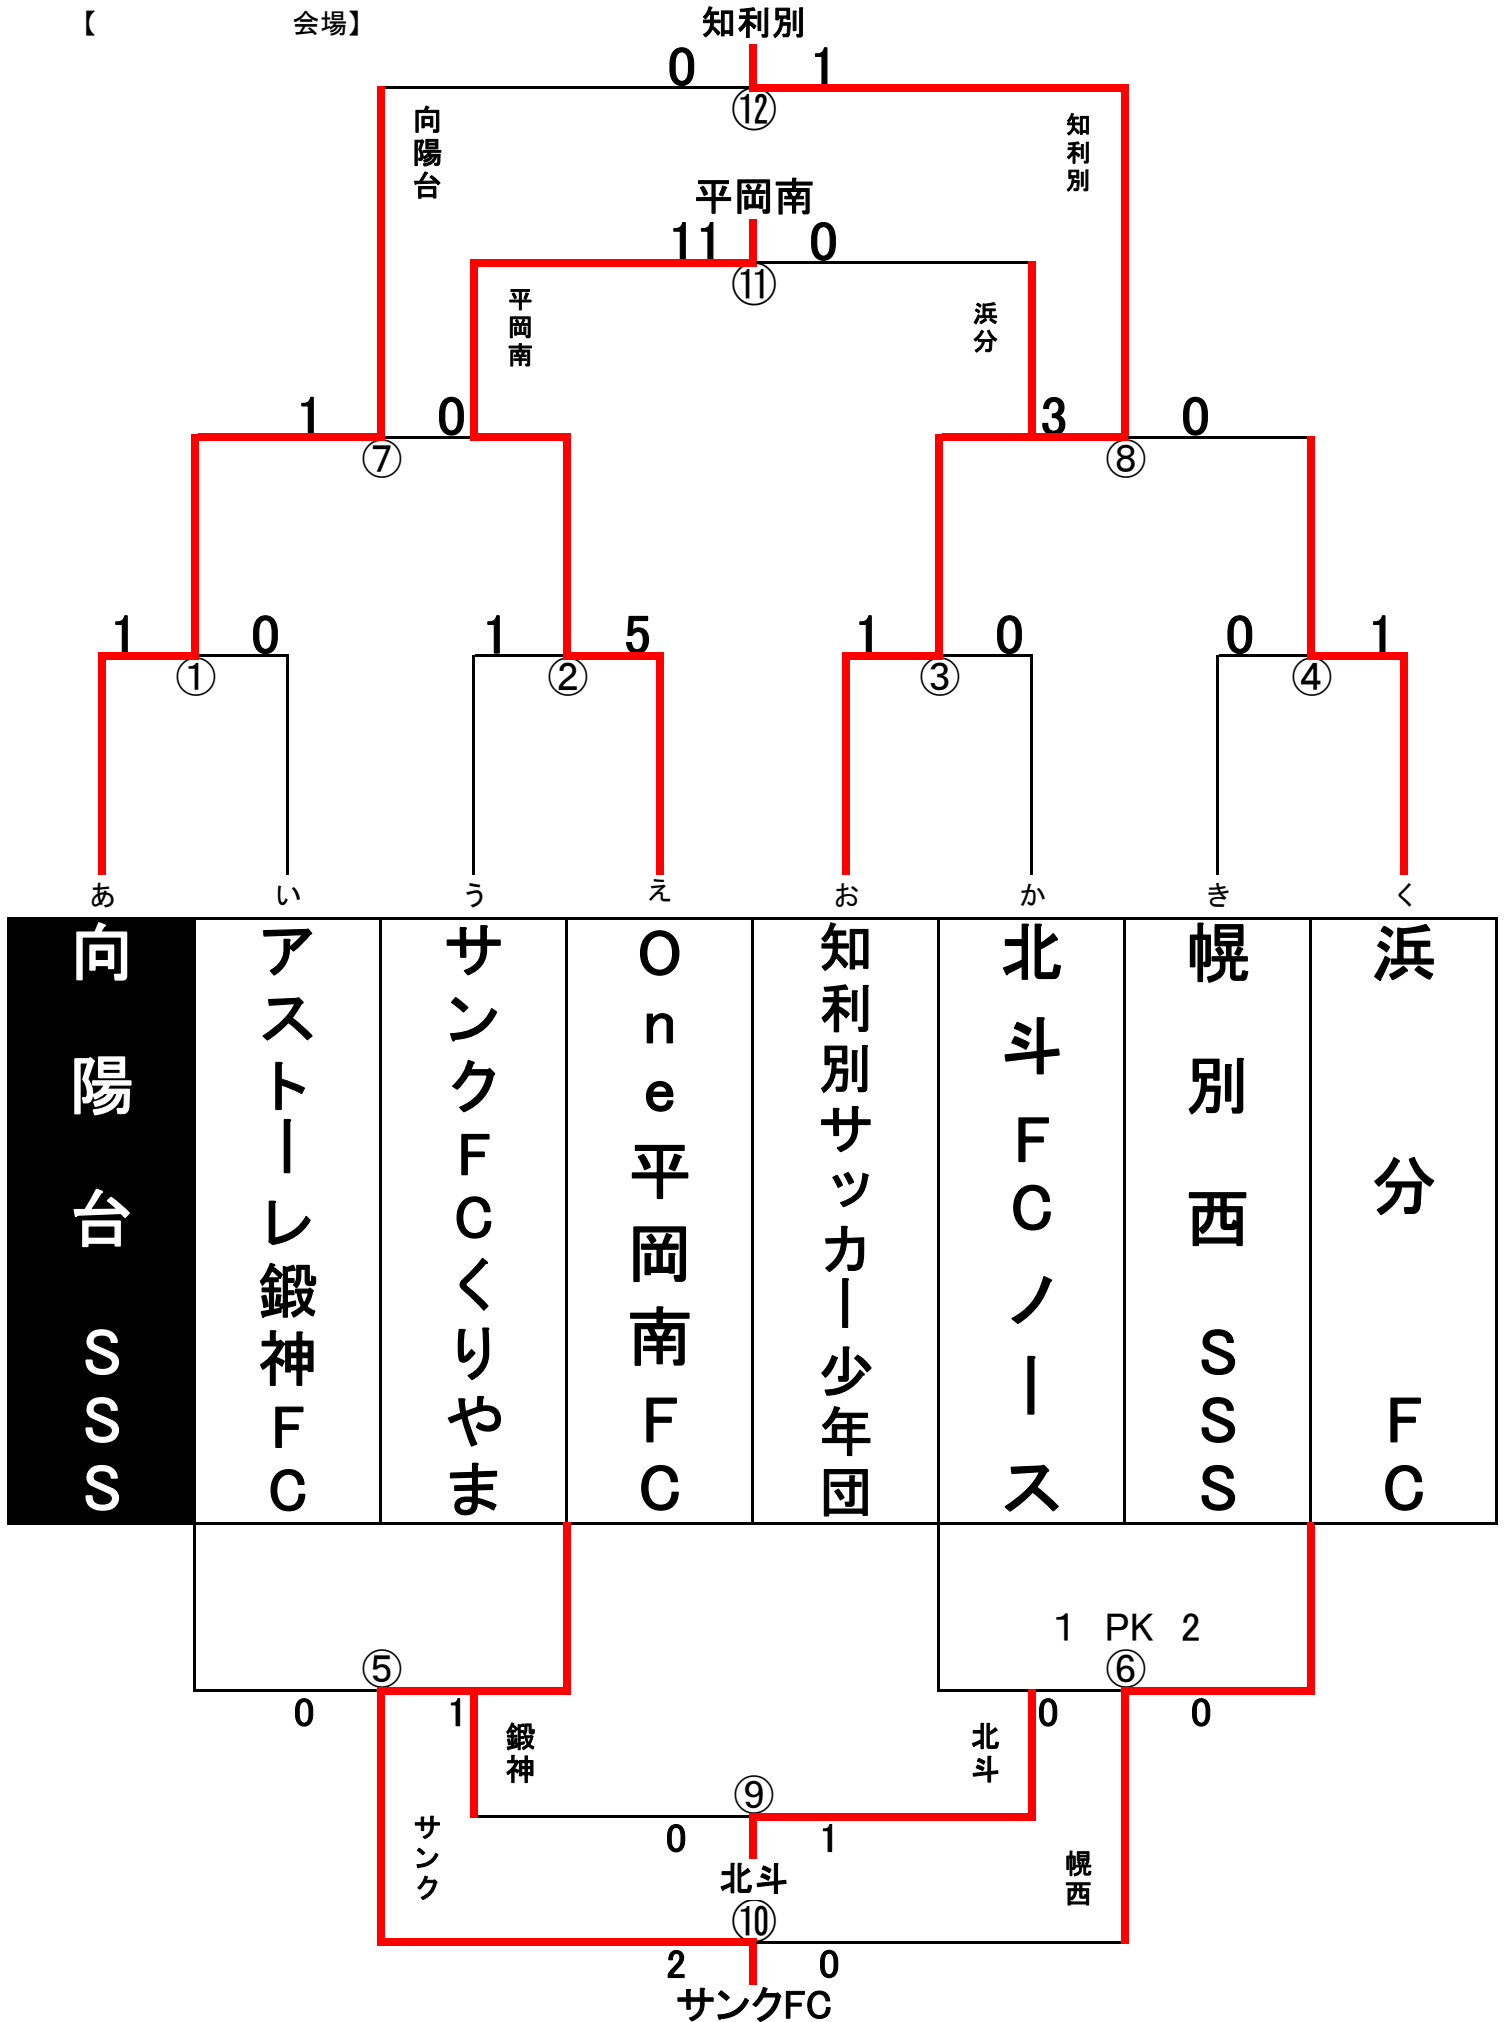 【　　　　　　　会場】
知利別
0 1
⑫
向陽台
知利別
平岡南
11 0
⑪
平岡南
浜分
1 0
⑦
3 0
⑧
1 0
①
1 5
②
1 0
③
0 1
④
あ い う え お か き く
向陽台SSS
アストーレ鍛神FC
サンクFCくりやま
One平岡南FC
知利別サッカー少年団
北斗FCノース
幌別西SSS
浜分FC
1 PK 2
⑤
0 1
⑥
0 0
鍛神
北斗
⑨
0 1
サンク
幌西
北斗
⑩
2 0
サンクFC